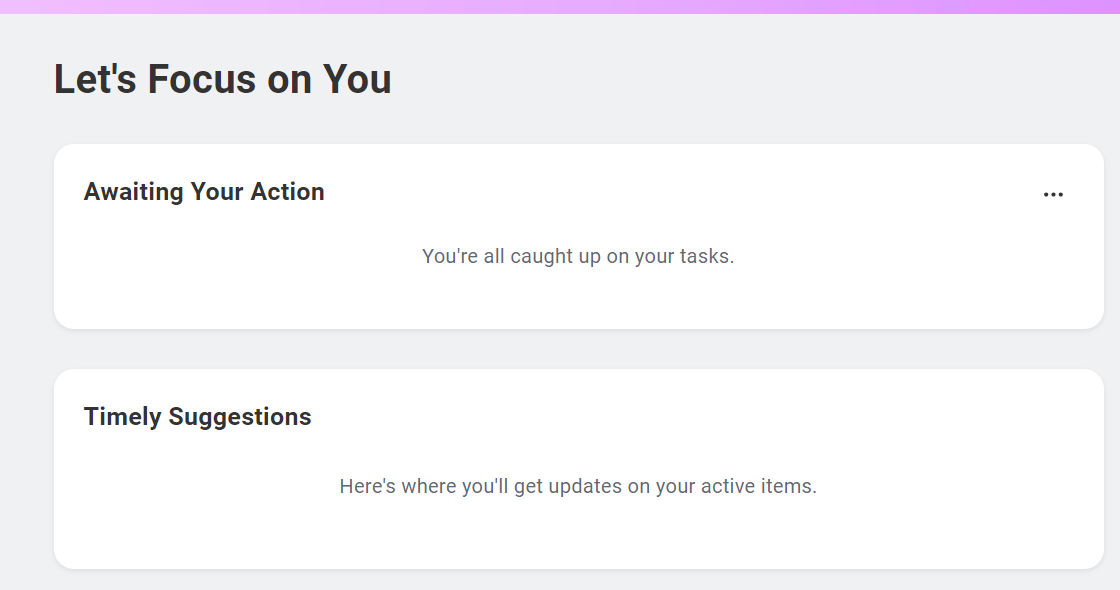 Let's Focus on You
Awaiting Your Action
You're all caught up on your tasks.
Timely Suggestions
Here's where you'll get updates on your active items.